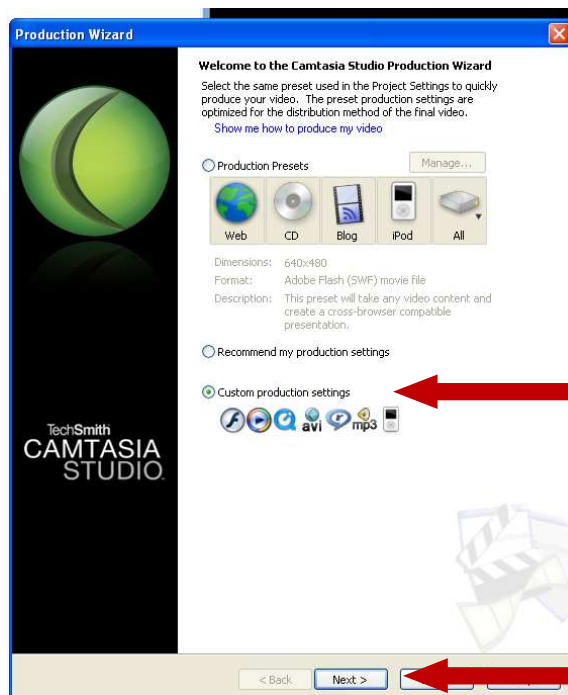 Production Wizard
Welcome to the Camtasia Studio Production Wizard
Select the same preset used in the Project Settings to quickly
produce your video. The preset production settings are
optimized for the distribution method of the final video.
Show me how to produce my video
Production Presets
Manage...
Web CD Blog iPod All
Dimensions: 640x480
Format: Adobe Flash (SWF) movie file
Description: This preset will take any video content and
create a cross-browser compatible
presentation.
Recommend my production settings
Custom production settings
avi mp3
TechSmith
CAMTASIA
STUDIO.
< Back Next >